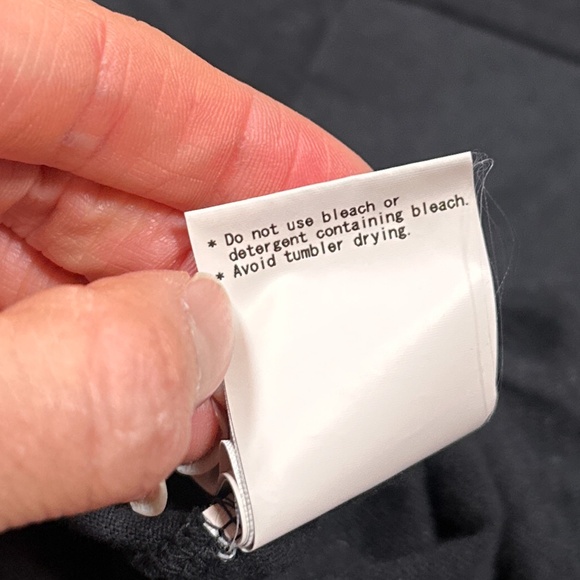 * Do not use bleach or
detergent containing bleach.
* Avoid tumbler drying.